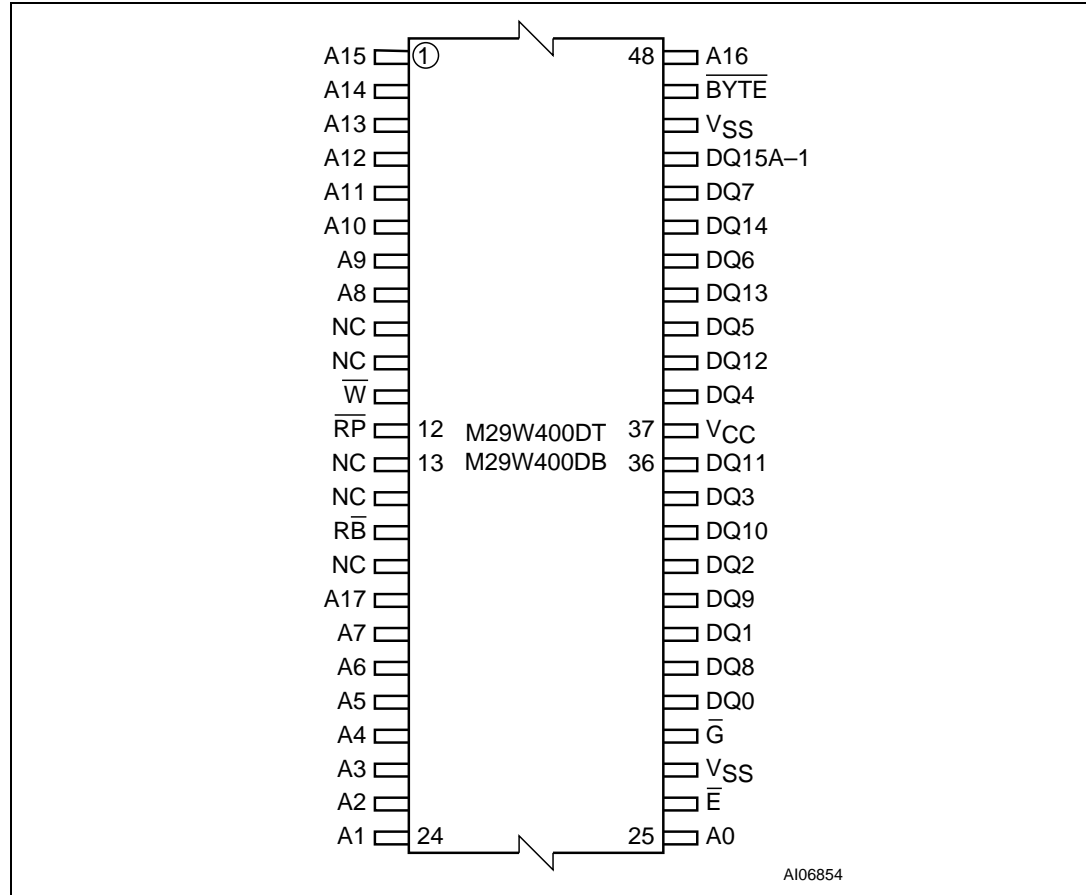 A15 1 48 A16
A14 B̅Y̅T̅E̅
A13 VSS
A12 DQ15A–1
A11 DQ7
A10 DQ14
A9 DQ6
A8 DQ13
NC DQ5
NC DQ12
W̅ DQ4
R̅P̅ 12 M29W400DT 37 VCC
NC 13 M29W400DB 36 DQ11
NC DQ3
RB̅ DQ10
NC DQ2
A17 DQ9
A7 DQ1
A6 DQ8
A5 DQ0
A4 G̅
A3 VSS
A2 E̅
A1 24 25 A0
AI06854